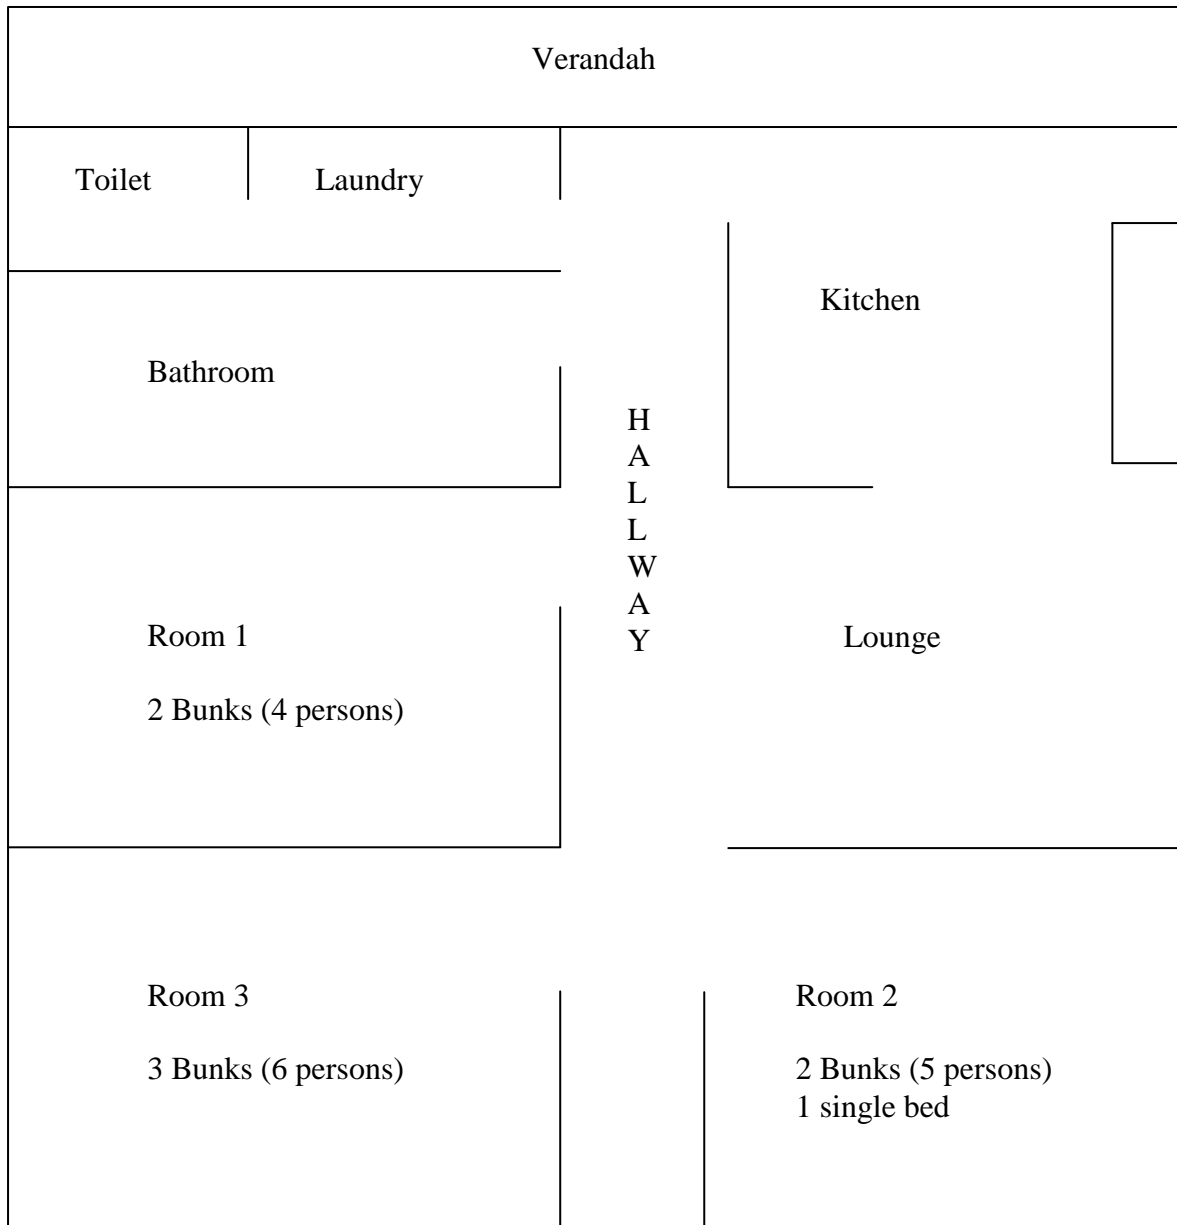 Verandah
Toilet
Laundry
Kitchen
Bathroom
H
A
L
L
W
A
Y
Room 1
2 Bunks (4 persons)
Lounge
Room 3
3 Bunks (6 persons)
Room 2
2 Bunks (5 persons)
1 single bed